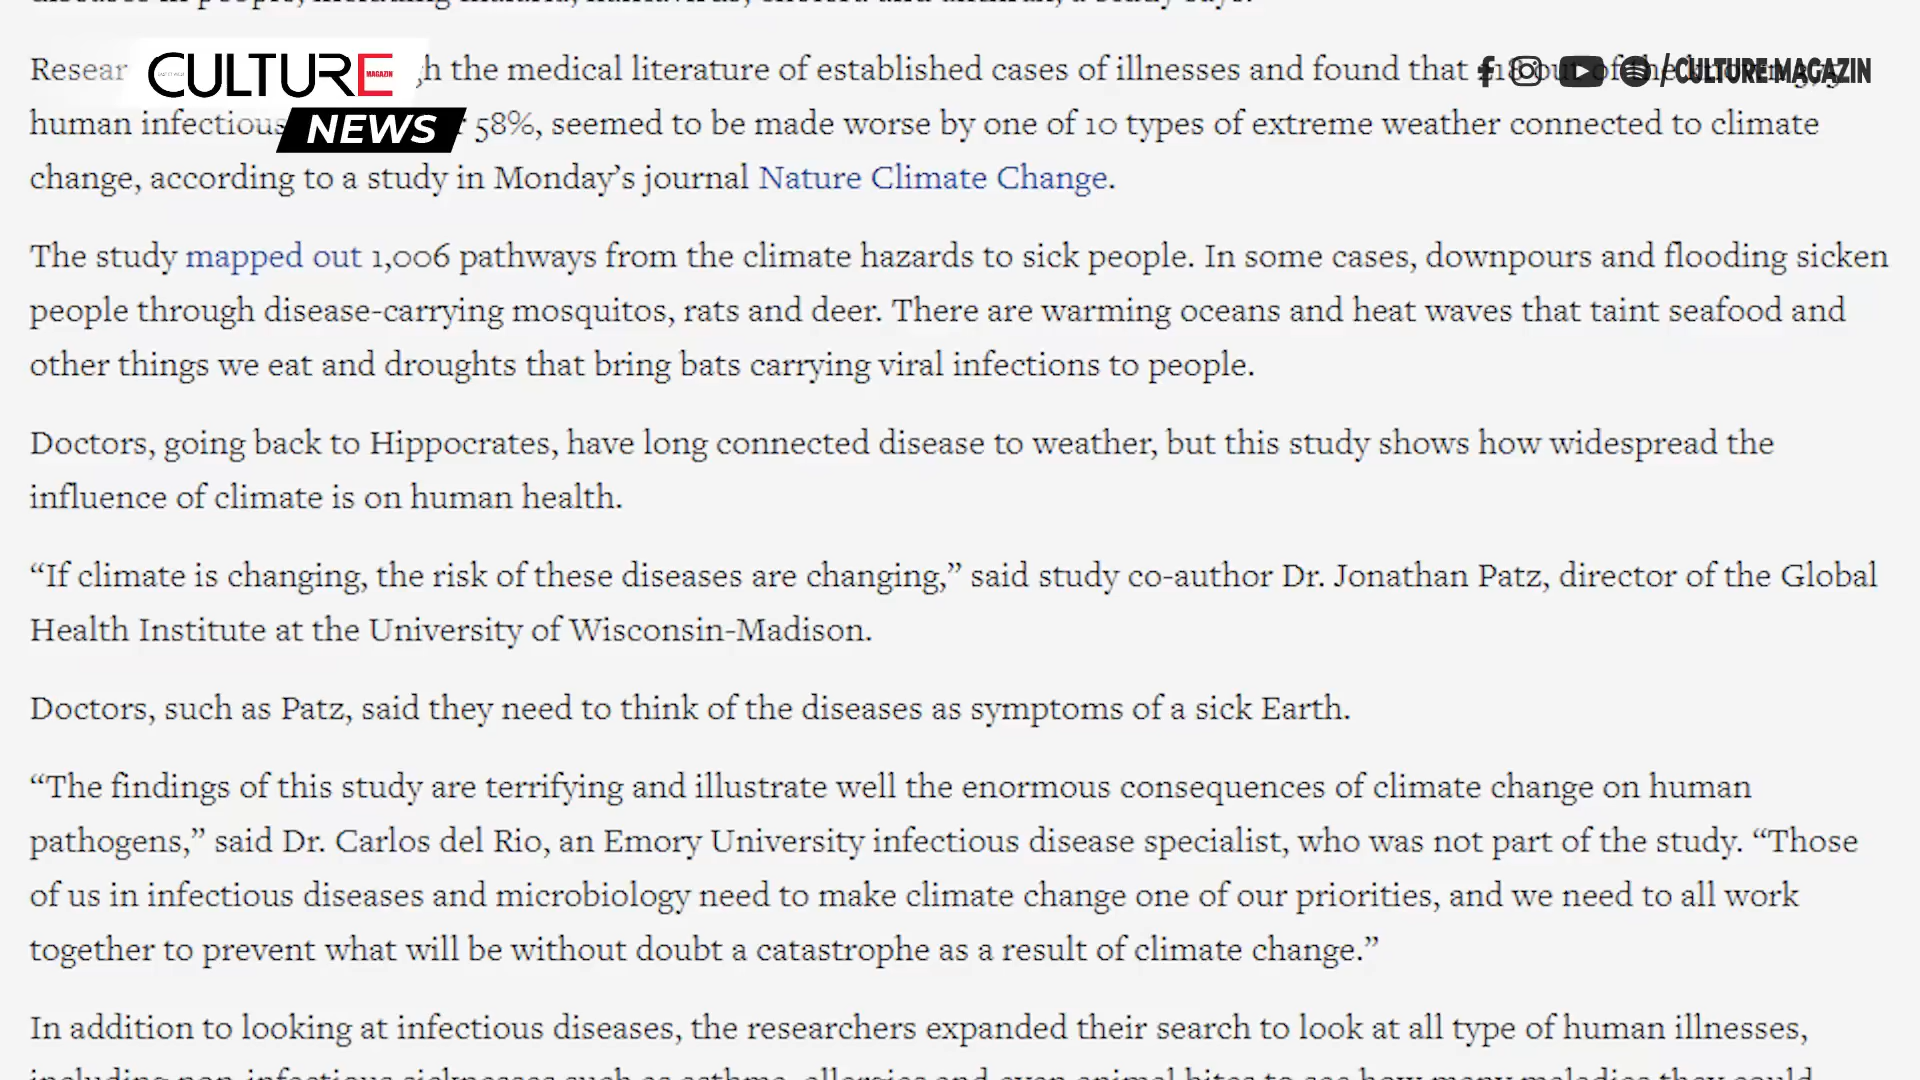 CULTURE MAGAZIN
NEWS
/CULTURE MAGAZIN
Resear the medical literature of established cases of illnesses and found that
human infectious 58%, seemed to be made worse by one of 10 types of extreme weather connected to climate
change, according to a study in Monday’s journal Nature Climate Change.
The study mapped out 1,006 pathways from the climate hazards to sick people. In some cases, downpours and flooding sicken
people through disease-carrying mosquitos, rats and deer. There are warming oceans and heat waves that taint seafood and
other things we eat and droughts that bring bats carrying viral infections to people.
Doctors, going back to Hippocrates, have long connected disease to weather, but this study shows how widespread the
influence of climate is on human health.
“If climate is changing, the risk of these diseases are changing,” said study co-author Dr. Jonathan Patz, director of the Global
Health Institute at the University of Wisconsin-Madison.
Doctors, such as Patz, said they need to think of the diseases as symptoms of a sick Earth.
“The findings of this study are terrifying and illustrate well the enormous consequences of climate change on human
pathogens,” said Dr. Carlos del Rio, an Emory University infectious disease specialist, who was not part of the study. “Those
of us in infectious diseases and microbiology need to make climate change one of our priorities, and we need to all work
together to prevent what will be without doubt a catastrophe as a result of climate change.”
In addition to looking at infectious diseases, the researchers expanded their search to look at all type of human illnesses,